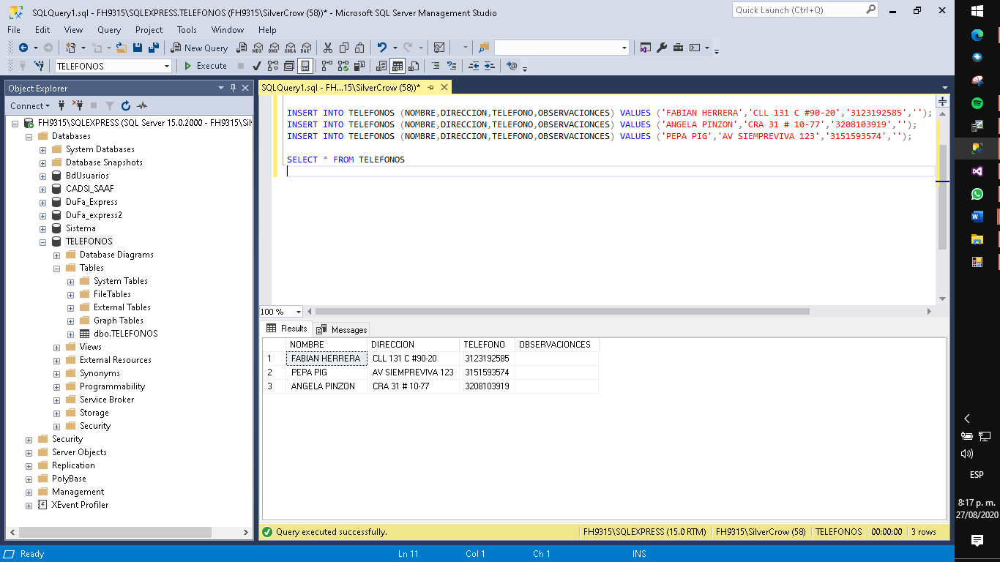 SQLQuery1.sql - FH9315\SQLEXPRESS.TELEFONOS (FH9315\SilverCrow (58))* - Microsoft SQL Server Management Studio
Quick Launch (Ctrl+Q)
File Edit View Query Project Tools Window Help
New Query
MDX DMX XMLA DAX
TELEFONOS
Execute
Object Explorer
Connect
FH9315\SQLEXPRESS (SQL Server 15.0.2000 - FH9315\Sil
Databases
System Databases
Database Snapshots
BdUsuarios
CADSI_SAAF
DuFa_Express
DuFa_express2
Sistema
TELEFONOS
Database Diagrams
Tables
System Tables
FileTables
External Tables
Graph Tables
dbo.TELEFONOS
Views
External Resources
Synonyms
Programmability
Service Broker
Storage
Security
Security
Server Objects
Replication
PolyBase
Management
XEvent Profiler
SQLQuery1.sql - FH...15\SilverCrow (58))*
INSERT INTO TELEFONOS (NOMBRE,DIRECCION,TELEFONO,OBSERVACIONCES) VALUES ('FABIAN HERRERA','CLL 131 C #90-20','3123192585','');
INSERT INTO TELEFONOS (NOMBRE,DIRECCION,TELEFONO,OBSERVACIONCES) VALUES ('ANGELA PINZON','CRA 31 # 10-77','3208103919','');
INSERT INTO TELEFONOS (NOMBRE,DIRECCION,TELEFONO,OBSERVACIONCES) VALUES ('PEPA PIG','AV SIEMPREVIVA 123','3151593574','');
SELECT * FROM TELEFONOS
100 %
Results Messages
NOMBRE DIRECCION TELEFONO OBSERVACIONCES
1 FABIAN HERRERA CLL 131 C #90-20 3123192585
2 PEPA PIG AV SIEMPREVIVA 123 3151593574
3 ANGELA PINZON CRA 31 # 10-77 3208103919
Query executed successfully. FH9315\SQLEXPRESS (15.0 RTM) FH9315\SilverCrow (58) TELEFONOS 00:00:00 3 rows
Ready Ln 11 Col 1 Ch 1 INS
ESP
8:17 p. m.
27/08/2020